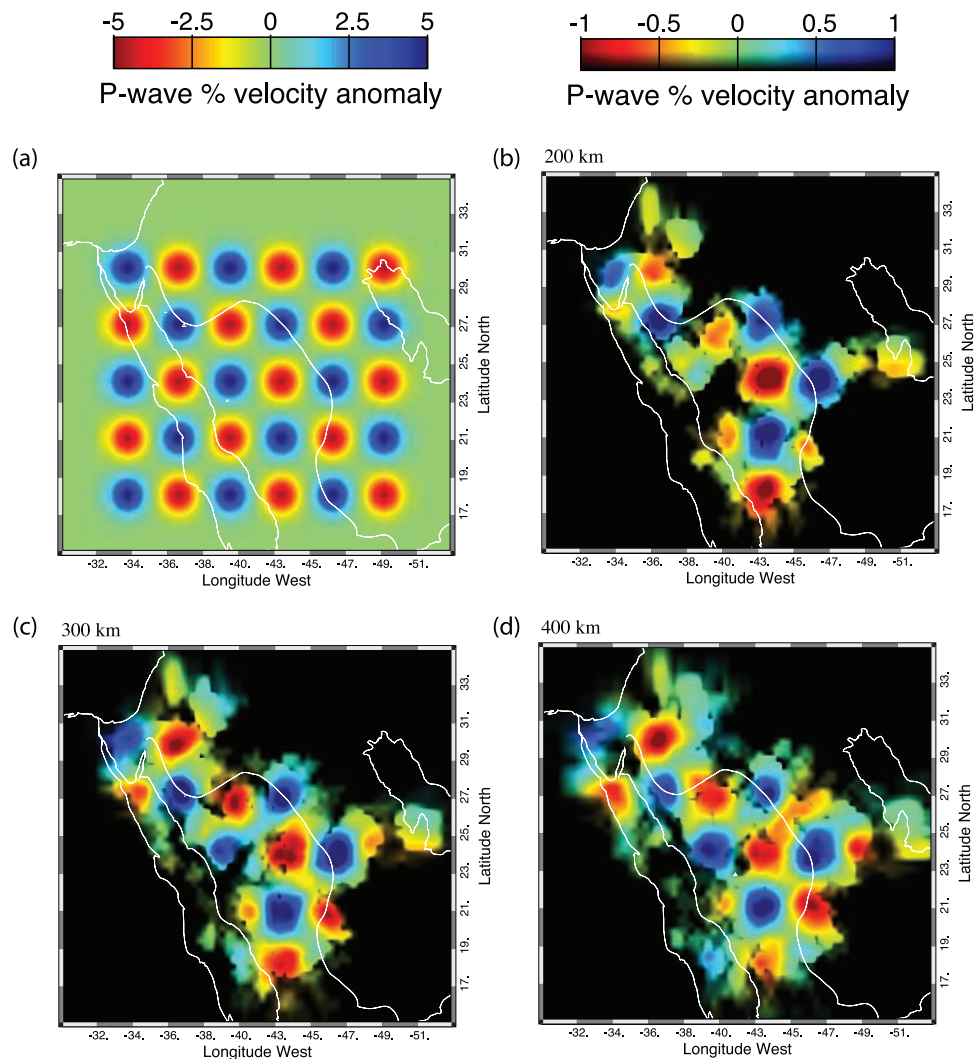 -5 -2.5 0 2.5 5
P-wave % velocity anomaly
-1 -0.5 0 0.5 1
P-wave % velocity anomaly
(a)
33.
31.
29.
27.
25.
23.
21.
19.
17.
Latitude North
-32. -34. -36. -38. -40. -43. -45. -47. -49. -51.
Longitude West
(b) 200 km
33.
31.
29.
27.
25.
23.
21.
19.
17.
Latitude North
-32. -34. -36. -38. -40. -43. -45. -47. -49. -51.
Longitude West
(c) 300 km
33.
31.
29.
27.
25.
23.
21.
19.
17.
Latitude North
-32. -34. -36. -38. -40. -43. -45. -47. -49. -51.
Longitude West
(d) 400 km
33.
31.
29.
27.
25.
23.
21.
19.
17.
Latitude North
-32. -34. -36. -38. -40. -43. -45. -47. -49. -51.
Longitude West